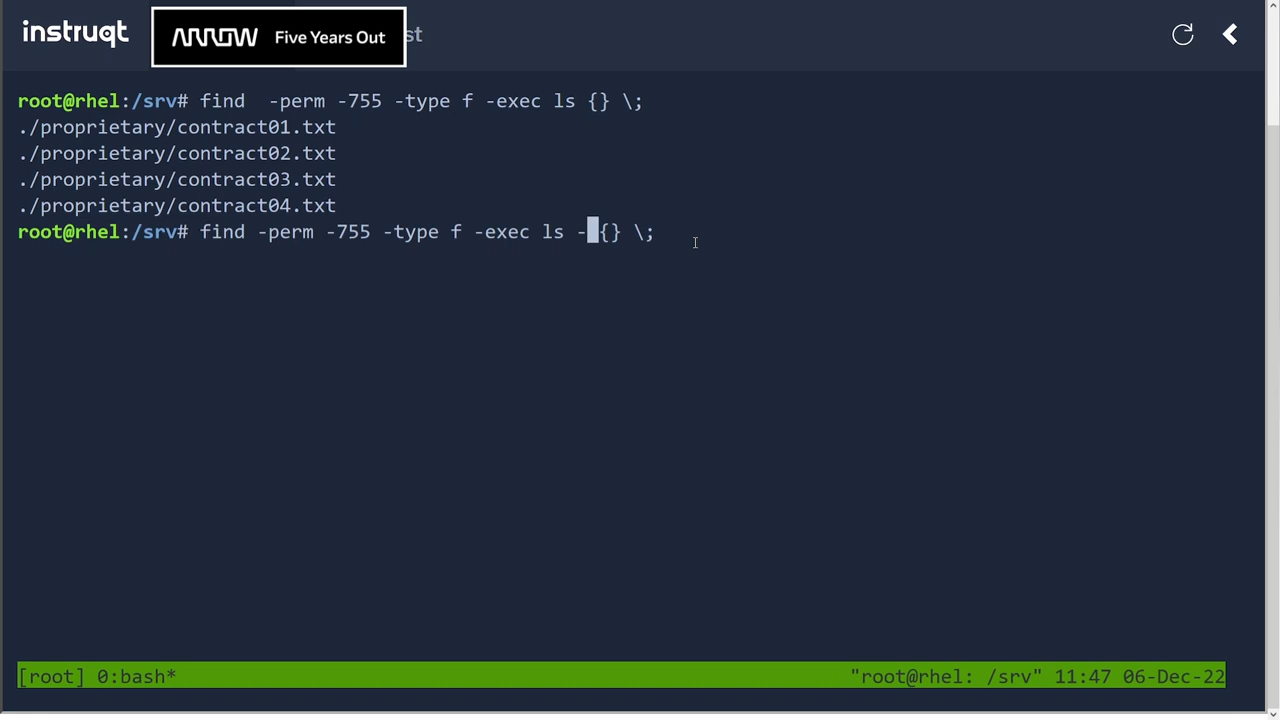 instruqt
ARROW Five Years Out st
root@rhel:/srv# find  -perm -755 -type f -exec ls {} \;
./proprietary/contract01.txt
./proprietary/contract02.txt
./proprietary/contract03.txt
./proprietary/contract04.txt
root@rhel:/srv# find -perm -755 -type f -exec ls - {} \;
[root] 0:bash* "root@rhel: /srv" 11:47 06-Dec-22